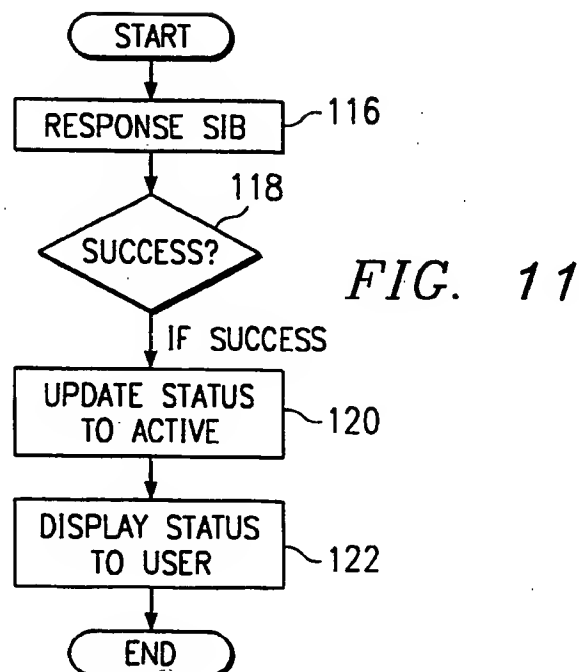 START
RESPONSE SIB
116
118
SUCCESS?
FIG. 11
IF SUCCESS
UPDATE STATUS
TO ACTIVE
120
DISPLAY STATUS
TO USER
122
END